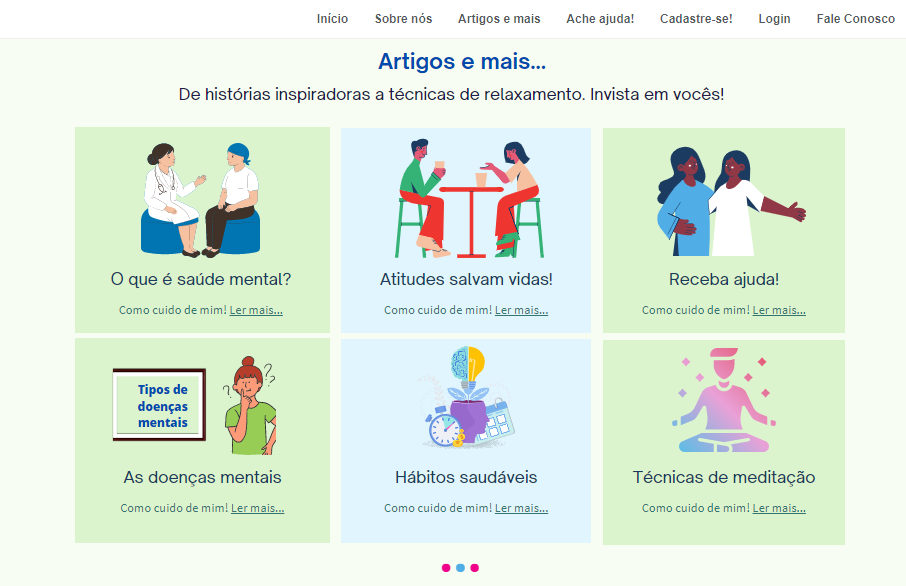 Início Sobre nós Artigos e mais Ache ajuda! Cadastre-se! Login Fale Conosco
Artigos e mais...
De histórias inspiradoras a técnicas de relaxamento. Invista em vocês!
O que é saúde mental?
Como cuido de mim! Ler mais...
Atitudes salvam vidas!
Como cuido de mim! Ler mais...
Receba ajuda!
Como cuido de mim! Ler mais...
Tipos de
doenças
mentais
As doenças mentais
Como cuido de mim! Ler mais...
Hábitos saudáveis
Como cuido de mim! Ler mais...
Técnicas de meditação
Como cuido de mim! Ler mais...